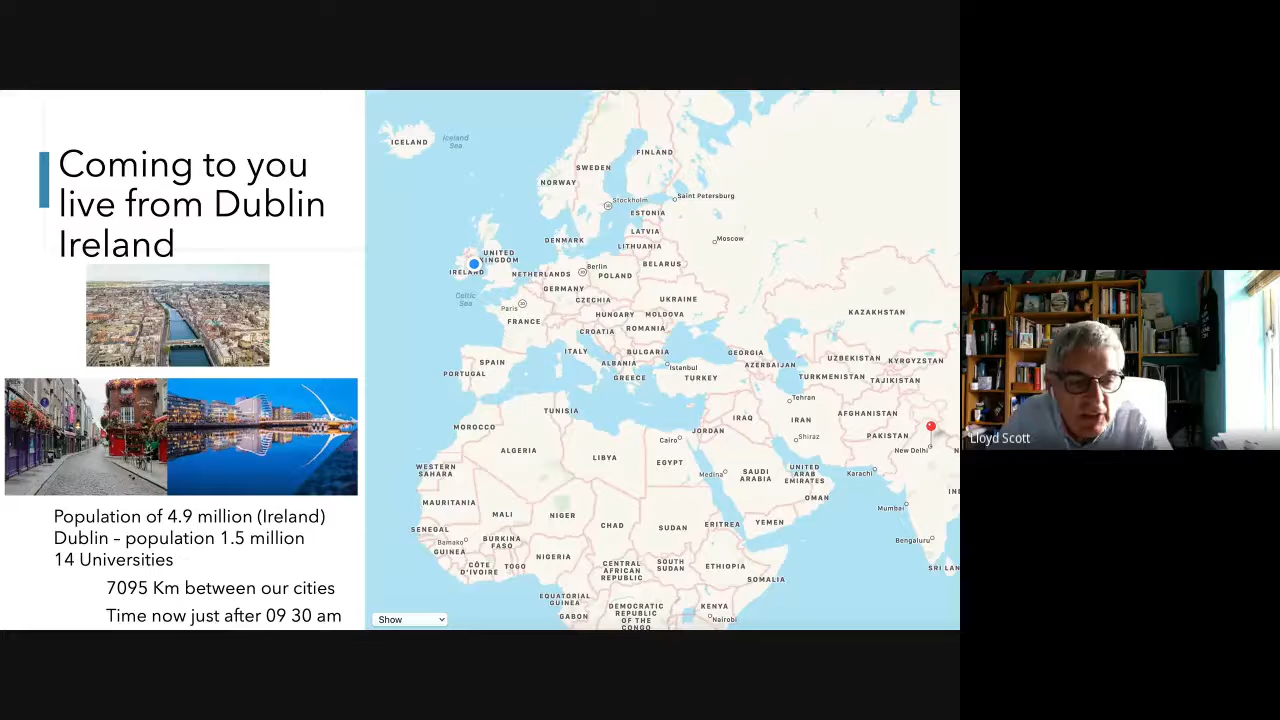 Coming to you
live from Dublin
Ireland
Population of 4.9 million (Ireland)
Dublin – population 1.5 million
14 Universities
7095 Km between our cities
Time now just after 09 30 am
ICELAND
Iceland
Sea
FINLAND
SWEDEN
NORWAY
Stockholm
Saint Petersburg
ESTONIA
LATVIA
Moscow
DENMARK
LITHUANIA
UNITED
KINGDOM
IRELAND
NETHERLANDS
Berlin
POLAND
BELARUS
GERMANY
Celtic
Sea
Paris
CZECHIA
UKRAINE
FRANCE
HUNGARY
MOLDOVA
KAZAKHSTAN
CROATIA
ROMANIA
ITALY
BULGARIA
GEORGIA
SPAIN
ALBANIA
Istanbul
AZERBAIJAN
UZBEKISTAN
KYRGYZSTAN
PORTUGAL
GREECE
TURKEY
TURKMENISTAN
TAJIKISTAN
Tehran
TUNISIA
IRAQ
IRAN
AFGHANISTAN
MOROCCO
JORDAN
Cairo
Shiraz
PAKISTAN
ALGERIA
LIBYA
EGYPT
New Delhi
WESTERN
SAHARA
Medina
SAUDI
ARABIA
UNITED
ARAB
EMIRATES
Karachi
OMAN
MAURITANIA
MALI
NIGER
Mumbai
SENEGAL
CHAD
SUDAN
ERITREA
YEMEN
Bamako
BURKINA
FASO
Bengaluru
GUINEA
NIGERIA
CÔTE
D'IVOIRE
TOGO
CENTRAL
AFRICAN
REPUBLIC
SOUTH
SUDAN
ETHIOPIA
SRI LAN
SOMALIA
EQUATORIAL
GUINEA
GABON
DEMOCRATIC
REPUBLIC
OF THE
CONGO
KENYA
Nairobi
Show
Lloyd Scott